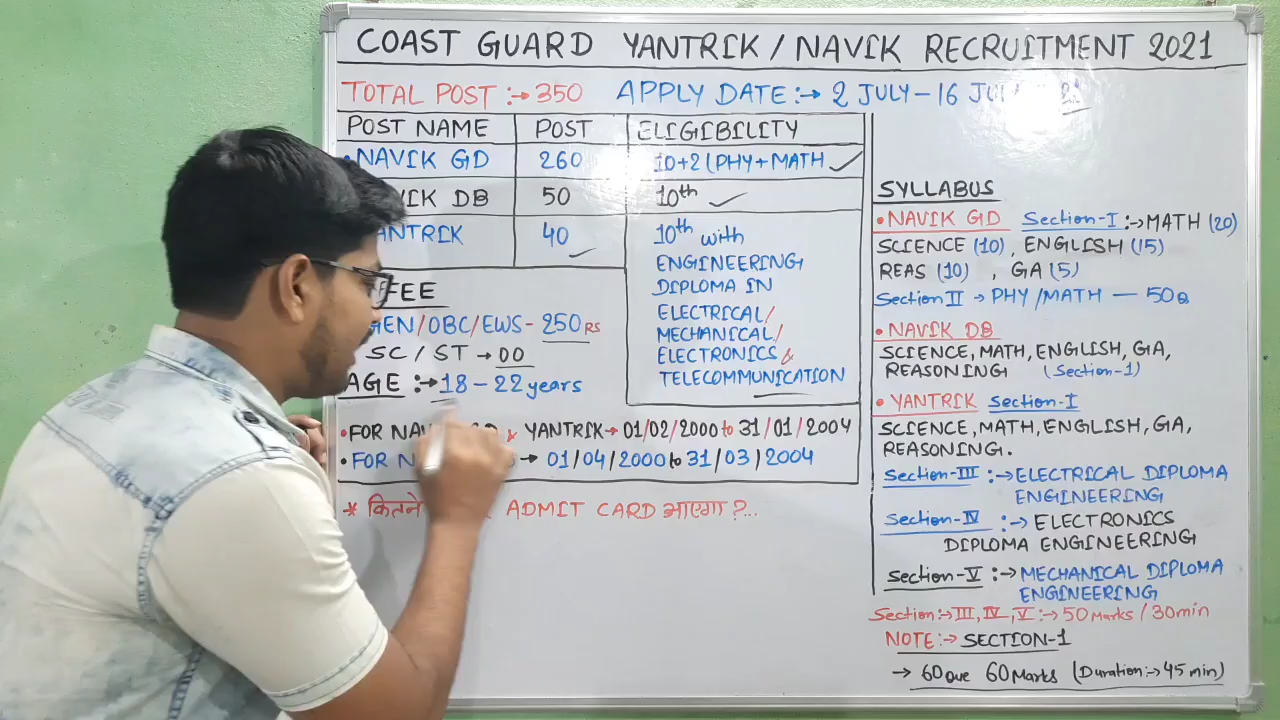 COAST GUARD YANTRIK / NAVIK RECRUITMENT 2021
TOTAL POST :→ 350 APPLY DATE :→ 2 JULY – 16
POST NAME POST ELIGIBILITY
• NAVIK GD 260 10+2 (PHY+MATH
DB 50 10th
40 10th with
ENGINEERING
DIPLOMA IN
ELECTRICAL/
MECHANICAL/
ELECTRONICS &
TELECOMMUNICATION
FEE
GEN/OBC/EWS - 250 RS
SC / ST → 00
AGE :→ 18 – 22 years
• FOR & YANTRIK → 01/02/2000 to 31/01/2004
• FOR → 01/04/2000 to 31/03/2004
* कितने ADMIT CARD आएगा ?...
SYLLABUS
• NAVIK GD Section-I :→ MATH (20)
SCIENCE (10), ENGLISH (15)
REAS (10) , GA (5)
Section II → PHY/MATH — 50Q
• NAVIK DB
SCIENCE, MATH, ENGLISH, GA,
REASONING (Section-1)
• YANTRIK Section-I
SCIENCE, MATH, ENGLISH, GA,
REASONING.
Section-III :→ ELECTRICAL DIPLOMA
ENGINEERING
Section-IV :→ ELECTRONICS
DIPLOMA ENGINEERING
Section-V :→ MECHANICAL DIPLOMA
ENGINEERING
Section :→ III, IV, V :→ 50 Marks / 30min
NOTE :→ SECTION-1
→ 60 que 60 Marks (Duration :→ 45 min)